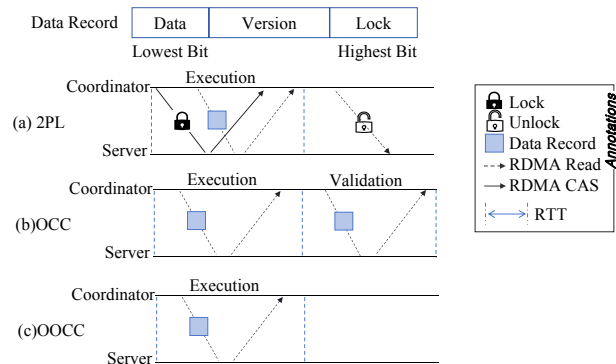 Data Record
Data
Version
Lock
Lowest Bit
Highest Bit
Coordinator
Execution
(a) 2PL
Server
Coordinator
Execution
Validation
(b)OCC
Server
Coordinator
Execution
(c)OOCC
Server
Lock
Unlock
Data Record
RDMA Read
RDMA CAS
RTT
Annotations